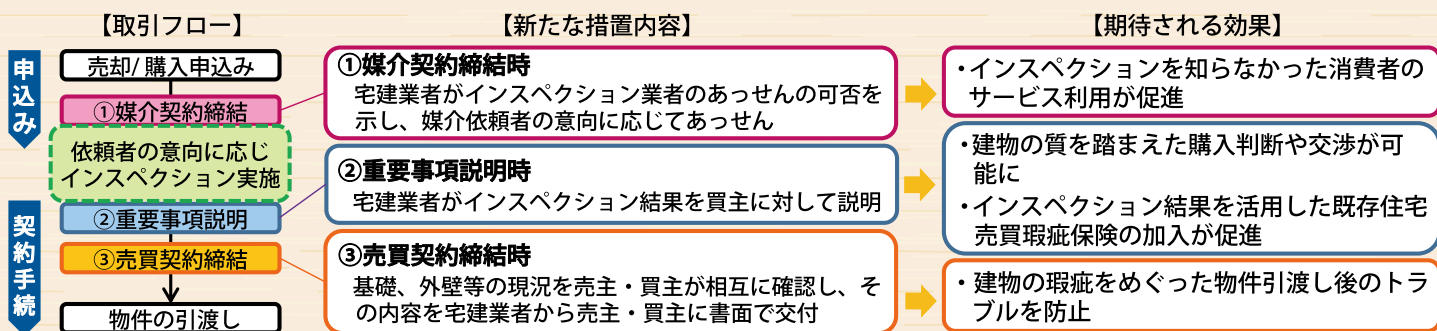 【取引フロー】
【新たな措置内容】
【期待される効果】
申込み
売却/ 購入申込み
①媒介契約締結
依頼者の意向に応じ
インスペクション実施
契約手続
②重要事項説明
③売買契約締結
物件の引渡し
①媒介契約締結時
宅建業者がインスペクション業者のあっせんの可否を
示し、媒介依頼者の意向に応じてあっせん
②重要事項説明時
宅建業者がインスペクション結果を買主に対して説明
③売買契約締結時
基礎、外壁等の現況を売主・買主が相互に確認し、そ
の内容を宅建業者から売主・買主に書面で交付
・インスペクションを知らなかった消費者の
サービス利用が促進
・建物の質を踏まえた購入判断や交渉が可
能に
・インスペクション結果を活用した既存住宅
売買瑕疵保険の加入が促進
・建物の瑕疵をめぐった物件引渡し後のトラ
ブルを防止